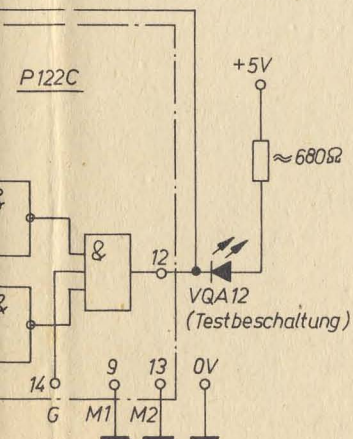 P122C
+5V
≈680Ω
&
&
&
12
VQA12
(Testbeschaltung)
14
9
13
0V
G
M1
M2